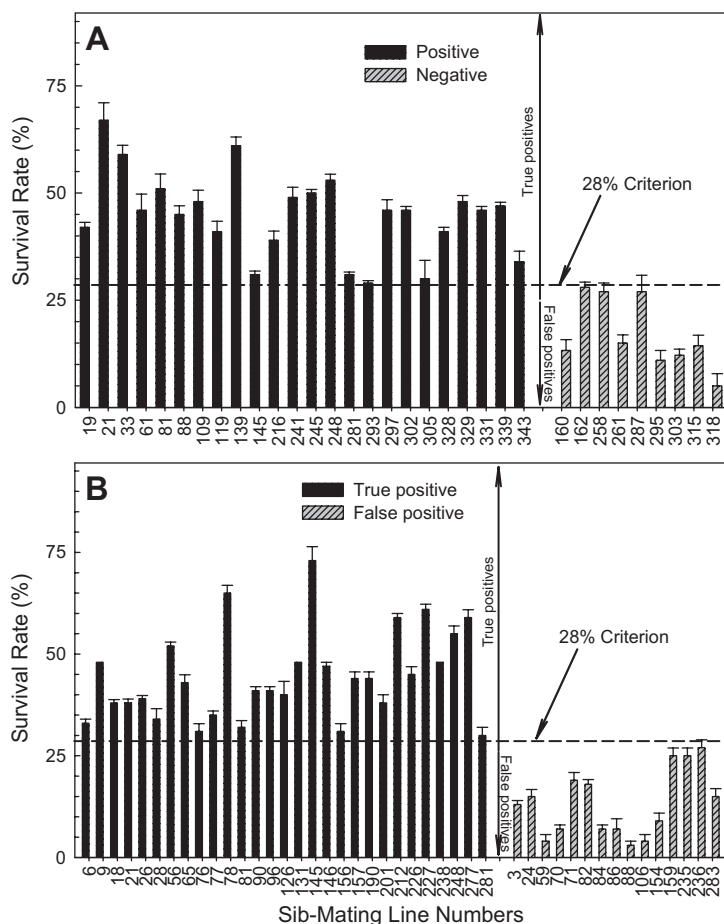 A
Positive
Negative
True positives
28% Criterion
False positives
Survival Rate (%)
75
50
25
0
19 21 33 61 81 88 109 119 139 145 216 241 245 248 281 293 297 302 305 328 329 331 339 343 160 162 258 261 287 295 303 315 318
B
True positive
False positive
True positives
28% Criterion
False positives
Survival Rate (%)
75
50
25
0
6 9 18 21 26 28 56 65 76 77 78 81 90 96 126 131 145 146 156 157 190 201 212 226 227 238 248 277 281 3 24 59 70 71 82 84 86 88 106 154 159 235 236 283
Sib-Mating Line Numbers